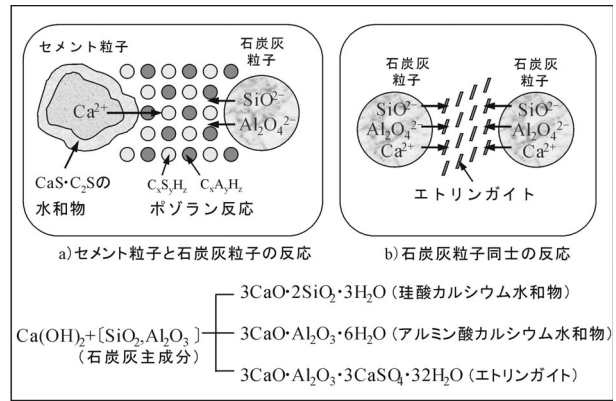 セメント粒子
石炭灰
粒子
Ca²⁺
SiO²⁻
Al₂O₄²⁻
CaS・C₂Sの
水和物
CₓSᵧH_z
CₓAᵧH_z
ポゾラン反応
a)セメント粒子と石炭灰粒子の反応
石炭灰
粒子
石炭灰
粒子
SiO²⁻
Al₂O₄²⁻
Ca²⁺
SiO²⁻
Al₂O₄²⁻
Ca²⁺
エトリンガイト
b)石炭灰粒子同士の反応
Ca(OH)₂+[SiO₂,Al₂O₃]
(石炭灰主成分)
3CaO・2SiO₂・3H₂O (珪酸カルシウム水和物)
3CaO・Al₂O₃・6H₂O (アルミン酸カルシウム水和物)
3CaO・Al₂O₃・3CaSO₄・32H₂O (エトリンガイト)